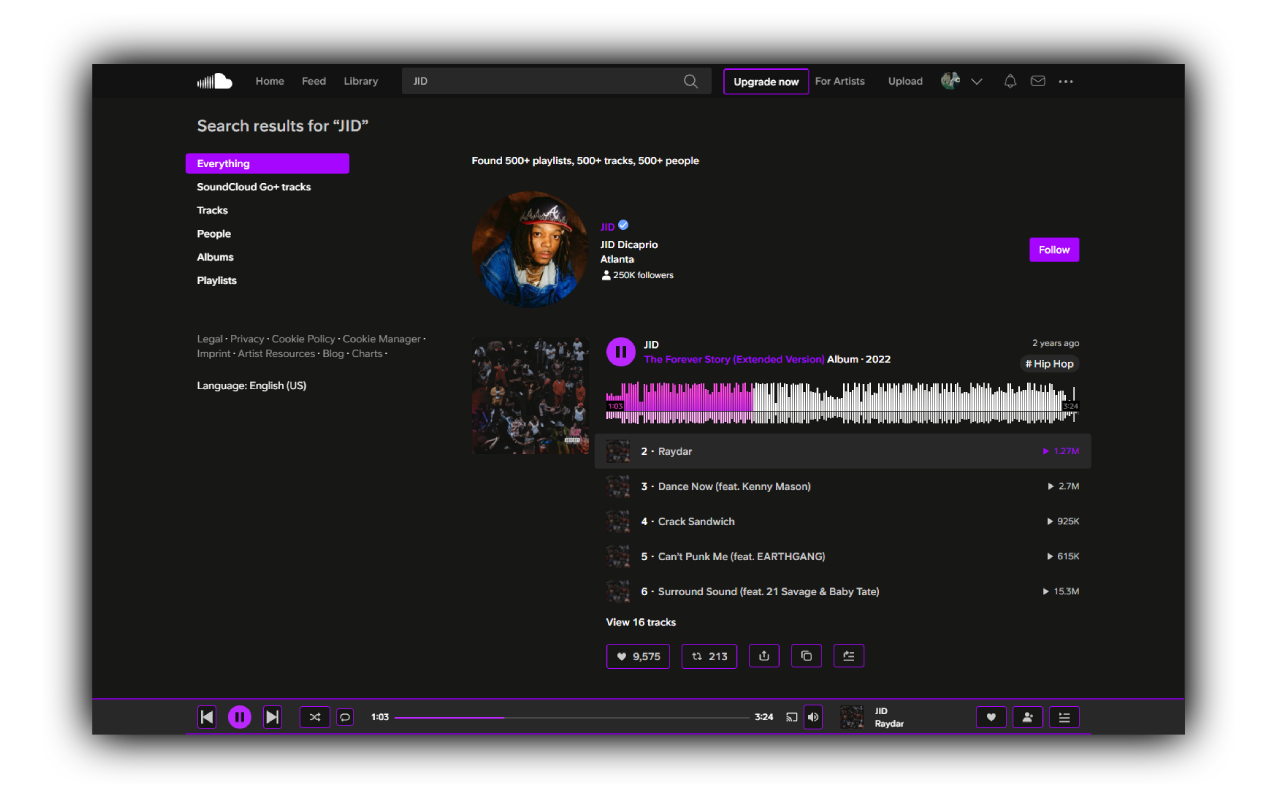 Home Feed Library JID Upgrade now For Artists Upload
Search results for “JID”
Everything
SoundCloud Go+ tracks
Tracks
People
Albums
Playlists
Legal · Privacy · Cookie Policy · Cookie Manager ·
Imprint · Artist Resources · Blog · Charts ·
Language: English (US)
Found 500+ playlists, 500+ tracks, 500+ people
JID
JID Dicaprio
Atlanta
250K followers
Follow
JID
2 years ago
The Forever Story (Extended Version) Album · 2022
# Hip Hop
1:03 3:24
2 · Raydar 1.27M
3 · Dance Now (feat. Kenny Mason) 2.7M
4 · Crack Sandwich 925K
5 · Can't Punk Me (feat. EARTHGANG) 615K
6 · Surround Sound (feat. 21 Savage & Baby Tate) 15.3M
View 16 tracks
9,575 213
1:03 3:24
JID
Raydar